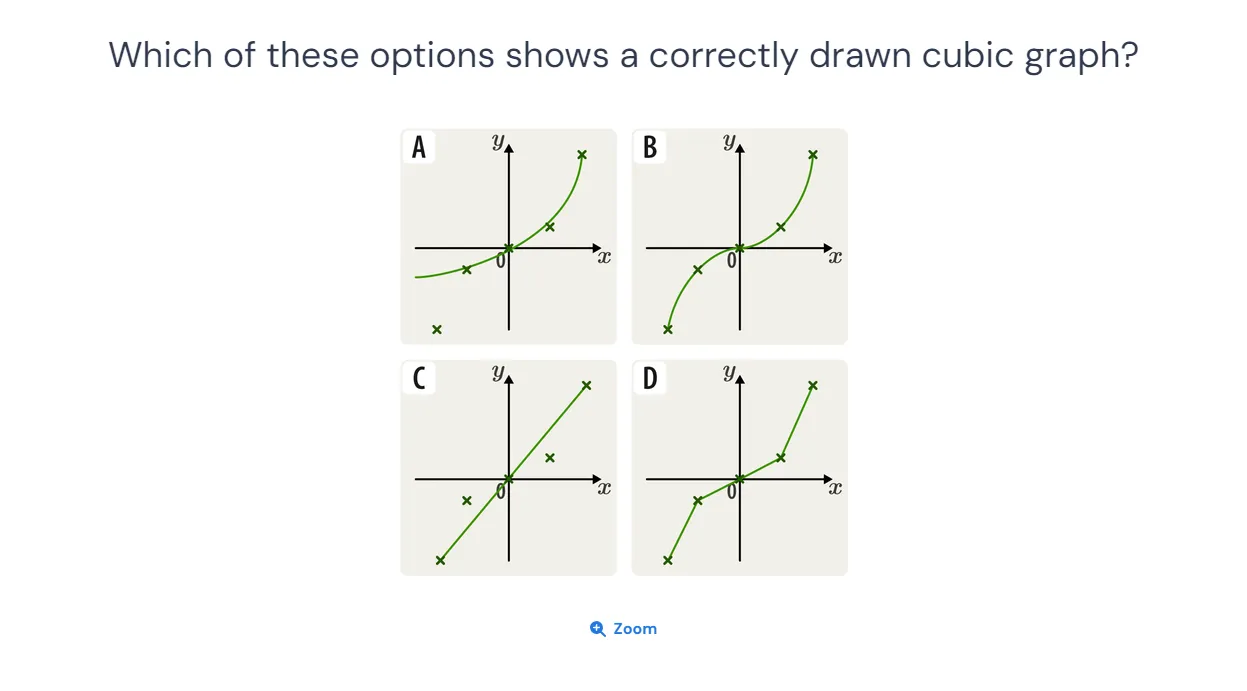 Which of these options shows a correctly drawn cubic graph?
A
y
0
x
B
y
0
x
C
y
0
x
D
y
0
x
Zoom